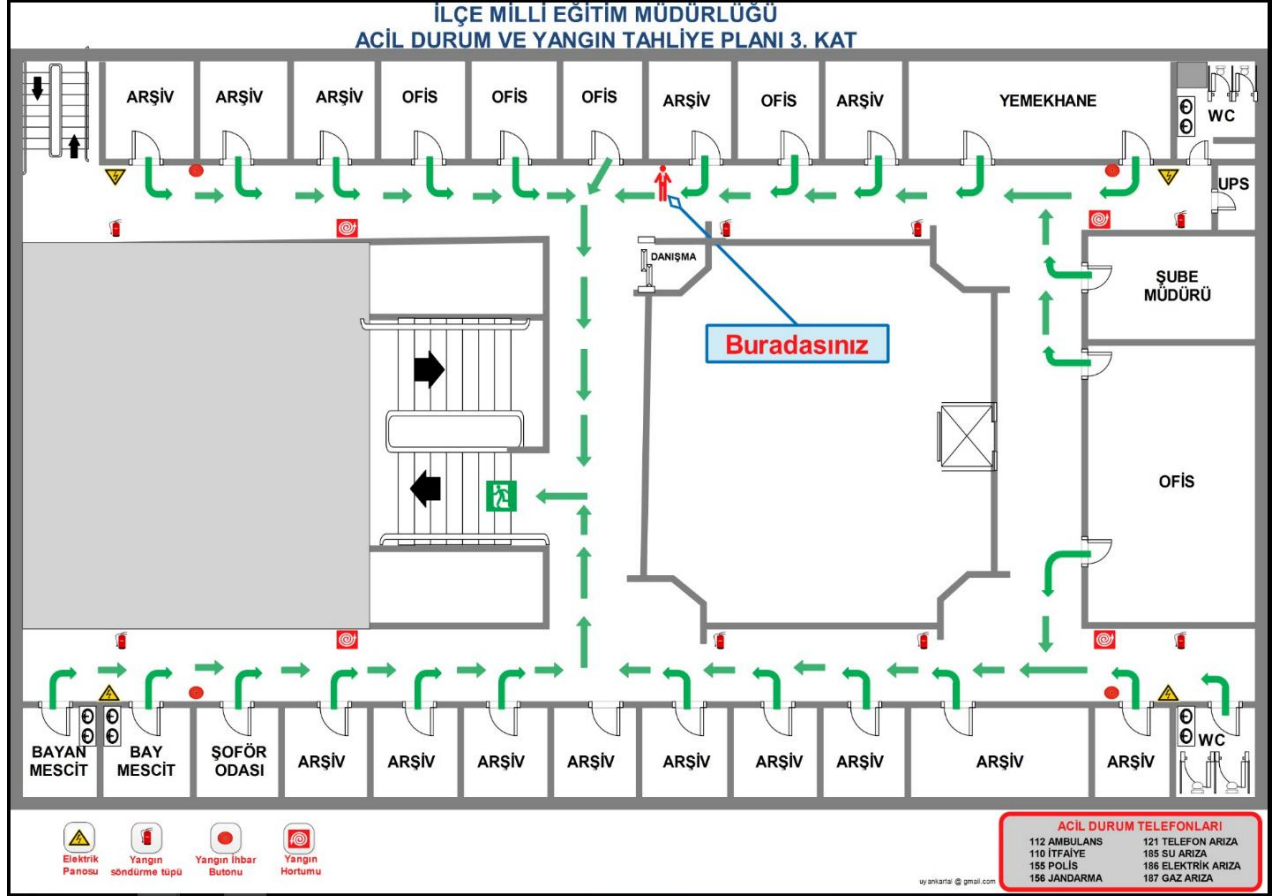 İLÇE MİLLİ EĞİTİM MÜDÜRLÜĞÜ
ACİL DURUM VE YANGIN TAHLİYE PLANI 3. KAT
ARŞİV
ARŞİV
ARŞİV
OFİS
OFİS
OFİS
ARŞİV
OFİS
ARŞİV
YEMEKHANE
WC
UPS
DANIŞMA
ŞUBE
MÜDÜRÜ
Buradasınız
OFİS
BAYAN
MESCİT
BAY
MESCİT
ŞOFÖR
ODASI
ARŞİV
ARŞİV
ARŞİV
ARŞİV
ARŞİV
ARŞİV
ARŞİV
ARŞİV
ARŞİV
WC
Elektrik
Panosu
Yangın
söndürme tüpü
Yangın İhbar
Butonu
Yangın
Hortumu
uyankartal @ gmail.com
ACİL DURUM TELEFONLARI
112 AMBULANS
110 İTFAİYE
155 POLİS
156 JANDARMA
121 TELEFON ARIZA
185 SU ARIZA
186 ELEKTRİK ARIZA
187 GAZ ARIZA